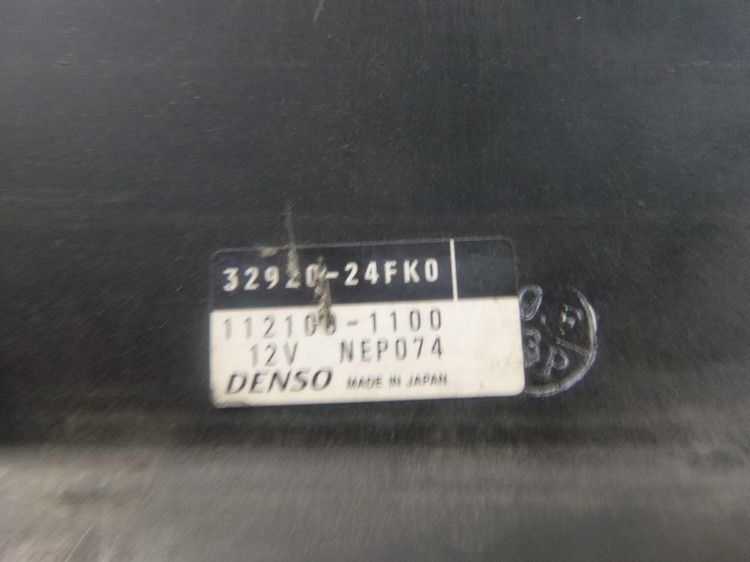 32920-24FK0
112100-1100
12V NEP074
DENSO MADE IN JAPAN